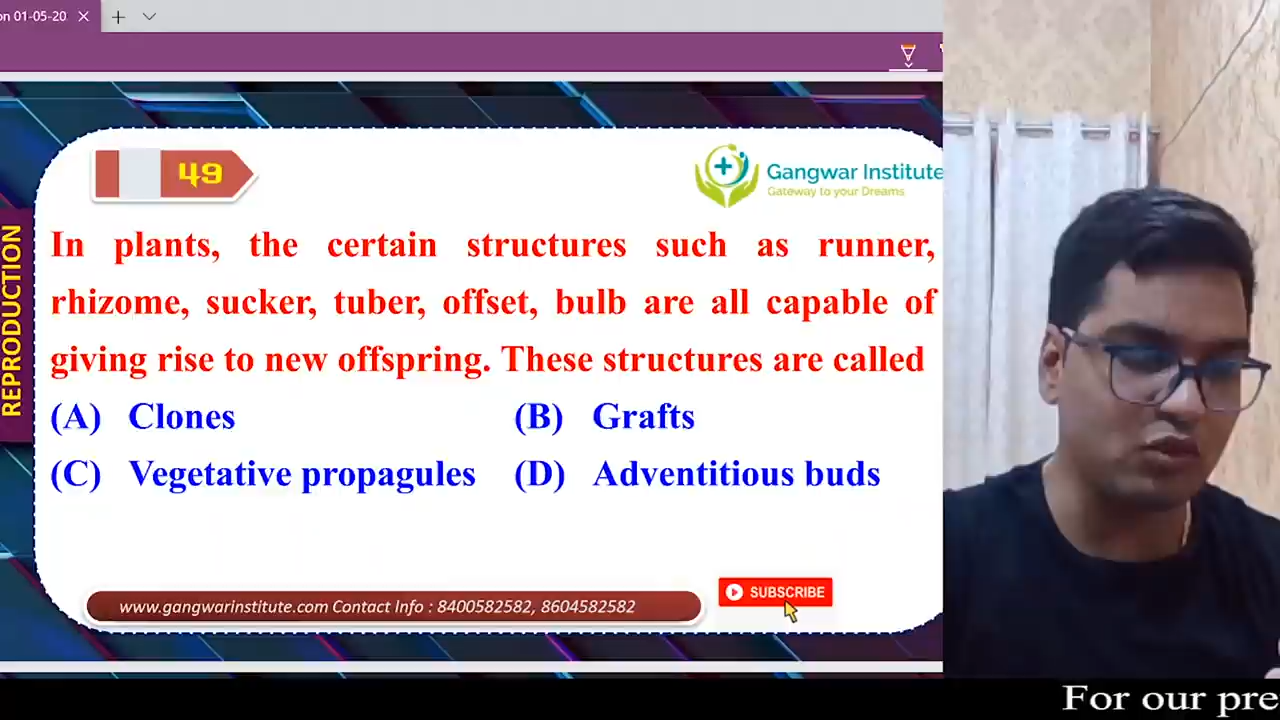 on 01-05-20
49
Gangwar Institute
Gateway to your Dreams
REPRODUCTION
In plants, the certain structures such as runner,
rhizome, sucker, tuber, offset, bulb are all capable of
giving rise to new offspring. These structures are called
(A) Clones (B) Grafts
(C) Vegetative propagules (D) Adventitious buds
www.gangwarinstitute.com Contact Info : 8400582582, 8604582582
SUBSCRIBE
For our pre